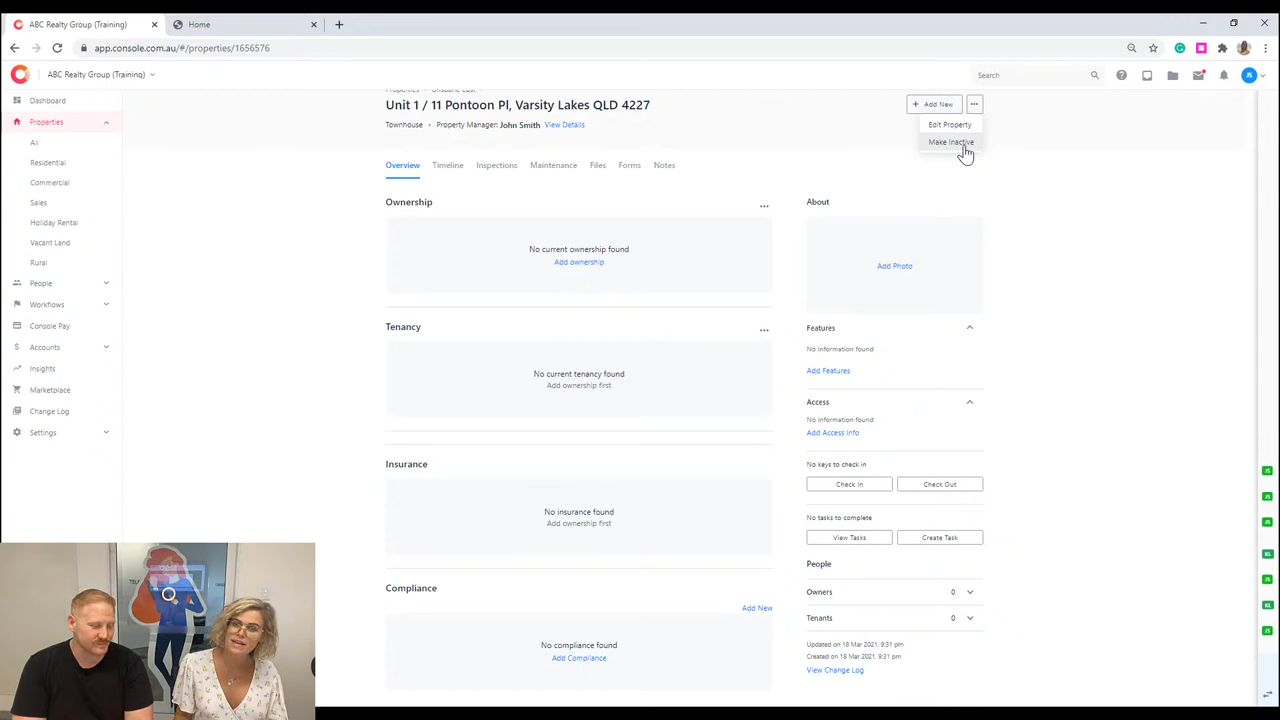 ABC Realty Group (Training)
Home
app.console.com.au/#/properties/1656576
ABC Realty Group (Training)
Search
JS
Dashboard
Properties
All
Residential
Commercial
Sales
Holiday Rental
Vacant Land
Rural
People
Workflows
Console Pay
Accounts
Insights
Marketplace
Change Log
Settings
Unit 1 / 11 Pontoon Pl, Varsity Lakes QLD 4227
Townhouse • Property Manager: John Smith View Details
+ Add New
Edit Property
Make Inactive
Overview Timeline Inspections Maintenance Files Forms Notes
Ownership
No current ownership found
Add ownership
Tenancy
No current tenancy found
Add ownership first
Insurance
No insurance found
Add ownership first
Compliance
Add New
No compliance found
Add Compliance
About
Add Photo
Features
No information found
Add Features
Access
No information found
Add Access Info
No keys to check in
Check In Check Out
No tasks to complete
View Tasks Create Task
People
Owners 0
Tenants 0
Updated on 18 Mar 2021, 9:31 pm
Created on 18 Mar 2021, 9:31 pm
View Change Log
JS
JS
JS
KL
JS
KL
JS